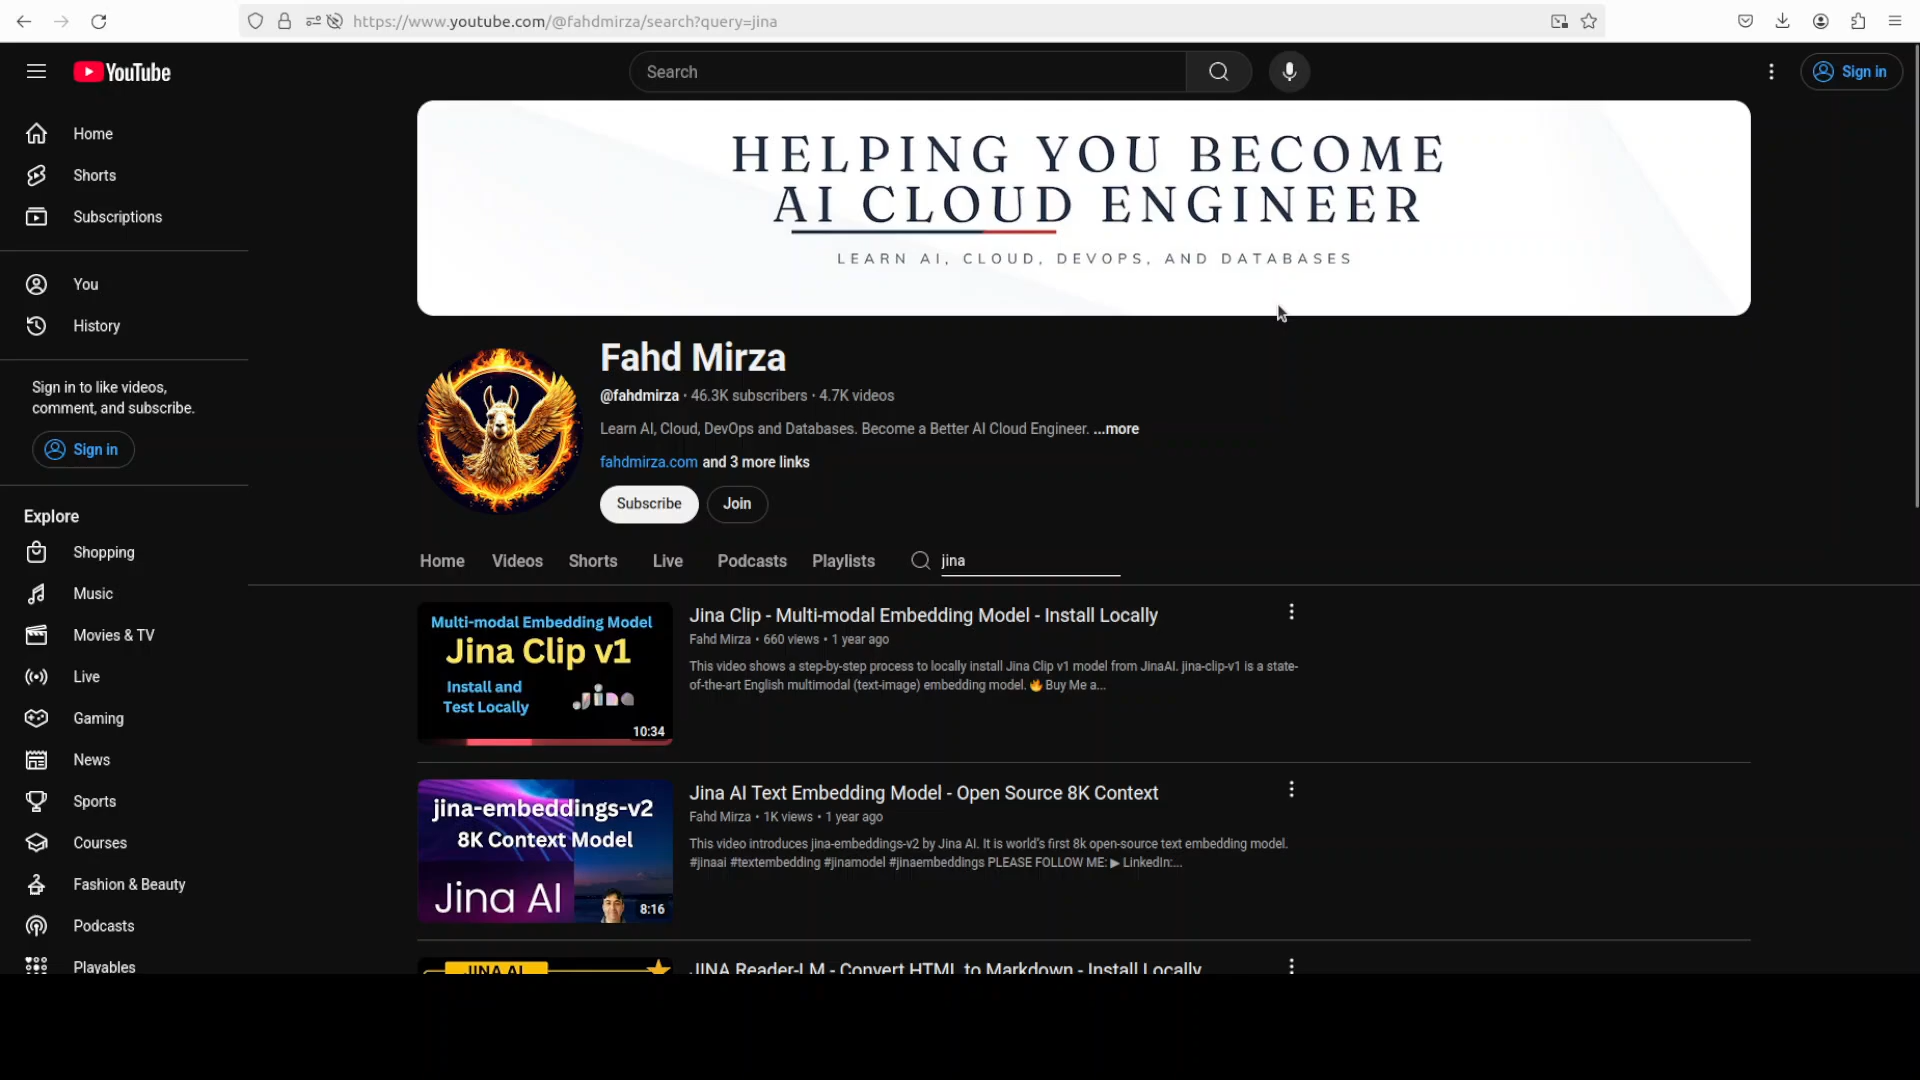 https://www.youtube.com/@fahdmirza/search?query=jina
YouTube
Search
Sign in
Home
Shorts
Subscriptions
You
History
Sign in to like videos,
comment, and subscribe.
Sign in
Explore
Shopping
Music
Movies & TV
Live
Gaming
News
Sports
Courses
Fashion & Beauty
Podcasts
Playables
HELPING YOU BECOME
AI CLOUD ENGINEER
LEARN AI, CLOUD, DEVOPS, AND DATABASES
Fahd Mirza
@fahdmirza · 46.3K subscribers · 4.7K videos
Learn AI, Cloud, DevOps and Databases. Become a Better AI Cloud Engineer. ...more
fahdmirza.com and 3 more links
Subscribe Join
Home Videos Shorts Live Podcasts Playlists jina
Multi-modal Embedding Model
Jina Clip v1
Install and
Test Locally
Jina
10:34
Jina Clip - Multi-modal Embedding Model - Install Locally
Fahd Mirza · 660 views · 1 year ago
This video shows a step-by-step process to locally install Jina Clip v1 model from JinaAI. jina-clip-v1 is a state-
of-the-art English multimodal (text-image) embedding model. 🔥 Buy Me a...
jina-embeddings-v2
8K Context Model
Jina AI
8:16
Jina AI Text Embedding Model - Open Source 8K Context
Fahd Mirza · 1K views · 1 year ago
This video introduces jina-embeddings-v2 by Jina AI. It is world's first 8k open-source text embedding model.
#jinaai #textembedding #jinamodel #jinaembeddings PLEASE FOLLOW ME: ▶ LinkedIn:...
JINA AI
JINA Reader-LM - Convert HTML to Markdown - Install Locally